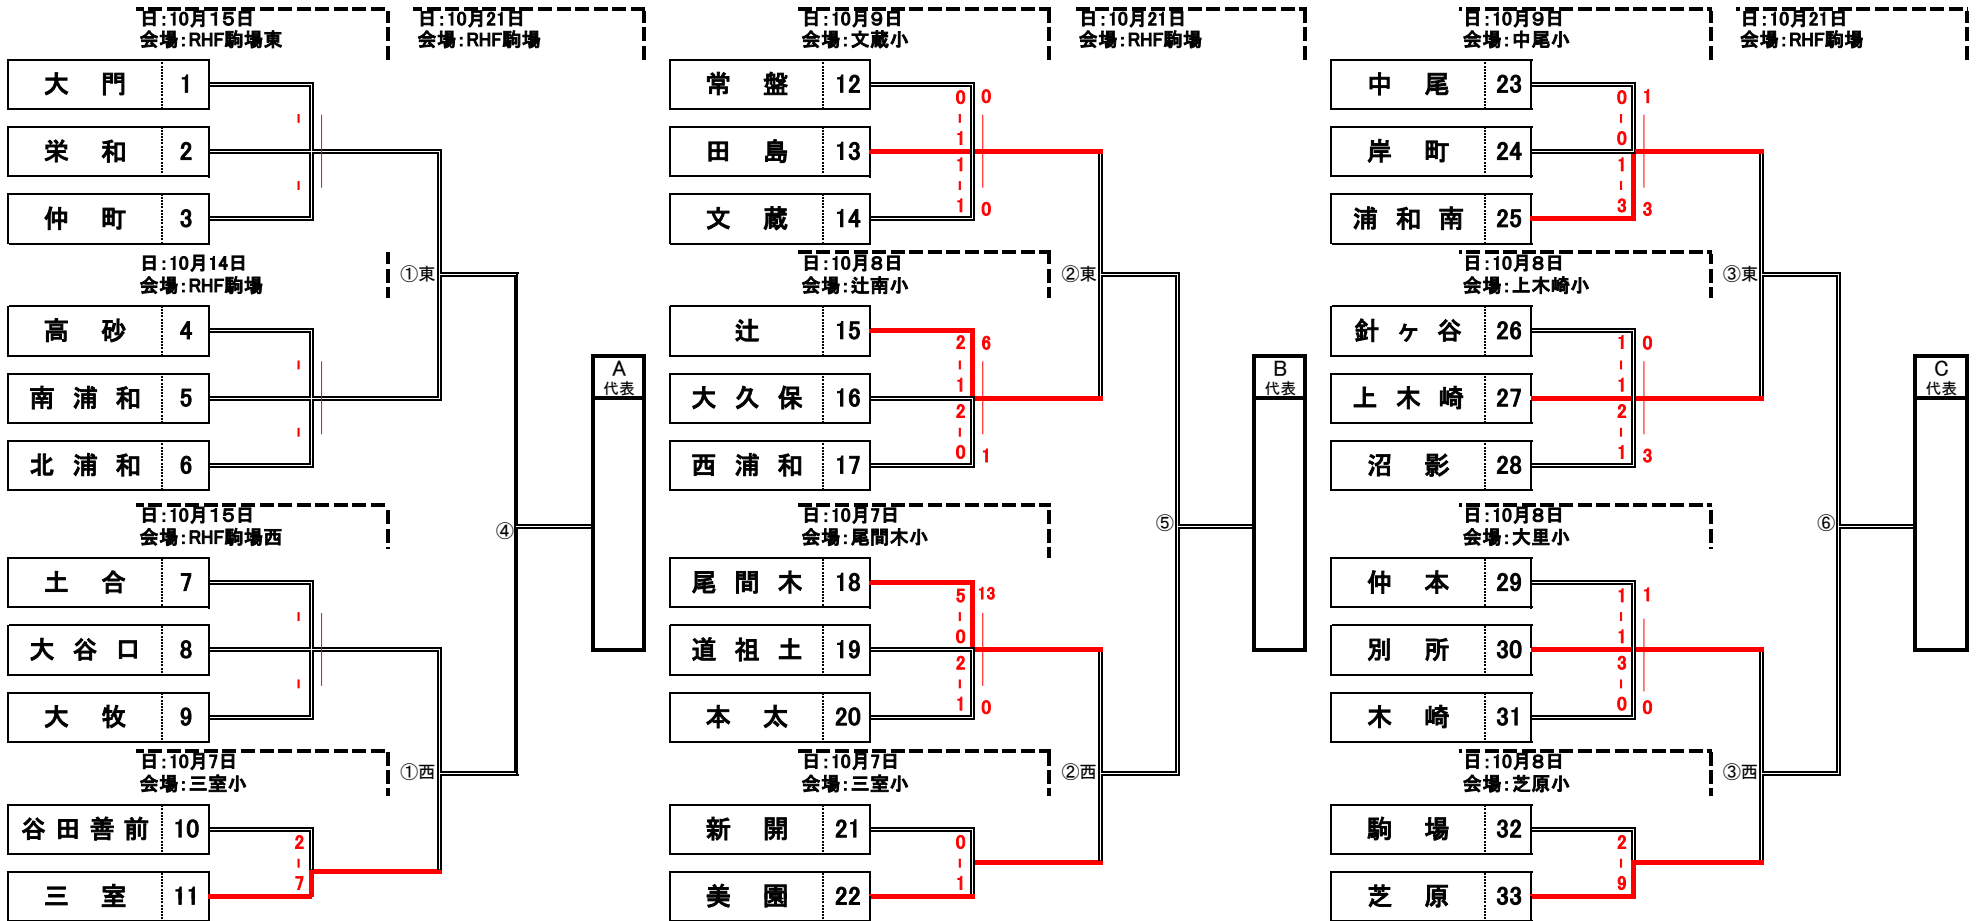 日：10月15日
会場：RHF駒場東
大門 1
栄和 2
仲町 3
日：10月14日
会場：RHF駒場
高砂 4
南浦和 5
北浦和 6
日：10月15日
会場：RHF駒場西
土合 7
大谷口 8
大牧 9
日：10月7日
会場：三室小
谷田善前 10
三室 11
2
-
7
日：10月21日
会場：RHF駒場
①東
①西
④
A
代表
日：10月9日
会場：文蔵小
常盤 12
田島 13
文蔵 14
0 0
-
1
1
-
1 0
日：10月8日
会場：辻南小
辻 15
大久保 16
西浦和 17
2 6
-
1
2
-
0 1
日：10月7日
会場：尾間木小
尾間木 18
道祖土 19
本太 20
5 13
-
0
2
-
1 0
日：10月7日
会場：三室小
新開 21
美園 22
0
-
1
日：10月21日
会場：RHF駒場
②東
②西
⑤
B
代表
日：10月9日
会場：中尾小
中尾 23
岸町 24
浦和南 25
0 1
-
0
1
-
3 3
日：10月8日
会場：上木崎小
針ヶ谷 26
上木崎 27
沼影 28
1 0
-
1
2
-
1 3
日：10月8日
会場：大里小
仲本 29
別所 30
木崎 31
1 1
-
1
3
-
0 0
日：10月8日
会場：芝原小
駒場 32
芝原 33
2
-
9
日：10月21日
会場：RHF駒場
③東
③西
⑥
C
代表